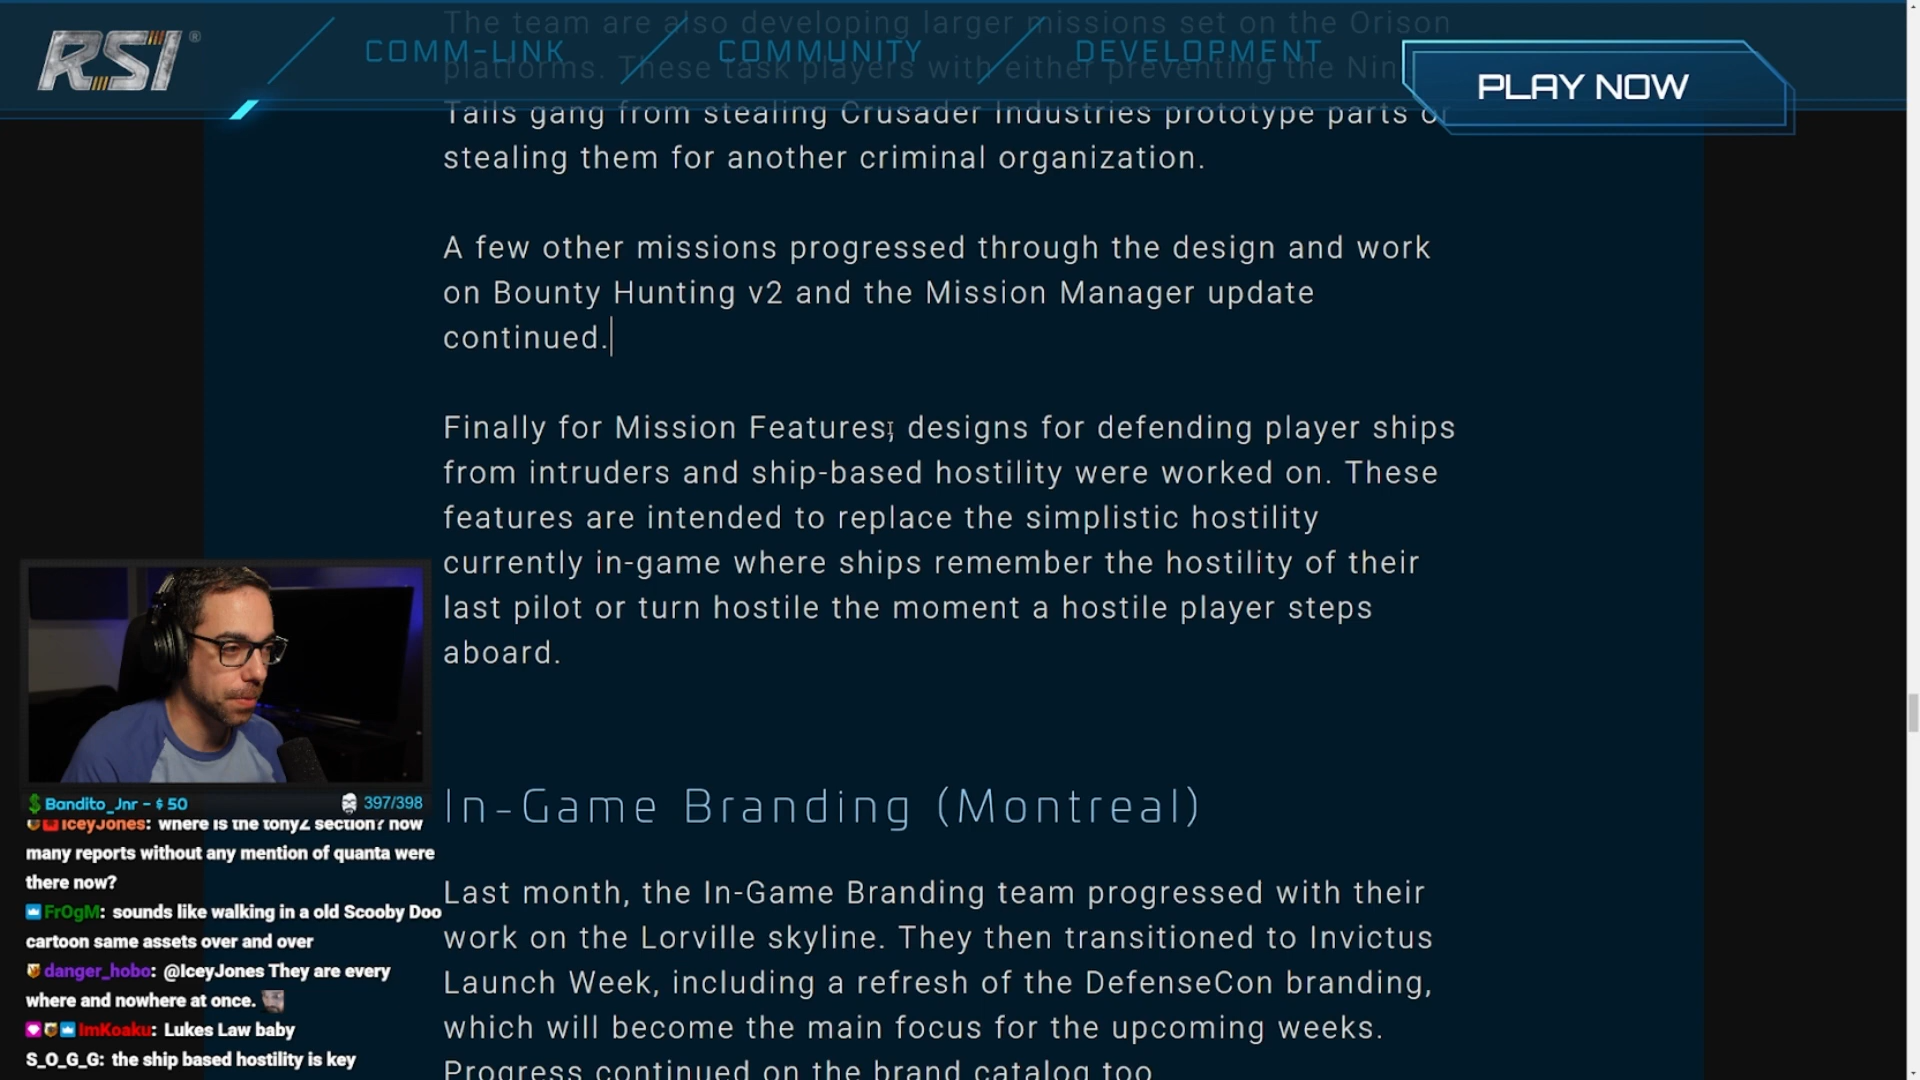 The team are also developing larger missions set on the Orison
RSI
COMM-LINK
COMMUNITY
DEVELOPMENT
PLAY NOW
platforms. These task players with either preventing the Nin
Tails gang from stealing Crusader Industries prototype parts or
stealing them for another criminal organization.
A few other missions progressed through the design and work
on Bounty Hunting v2 and the Mission Manager update
continued.
Finally for Mission Features, designs for defending player ships
from intruders and ship-based hostility were worked on. These
features are intended to replace the simplistic hostility
currently in-game where ships remember the hostility of their
last pilot or turn hostile the moment a hostile player steps
aboard.
In-Game Branding (Montreal)
Last month, the In-Game Branding team progressed with their
work on the Lorville skyline. They then transitioned to Invictus
Launch Week, including a refresh of the DefenseCon branding,
which will become the main focus for the upcoming weeks.
Progress continued on the brand catalog too
Bandito_Jnr - $ 50
397/398
IceyJones: where is the tonyZ section? how
many reports without any mention of quanta were
there now?
FrOgM: sounds like walking in a old Scooby Doo
cartoon same assets over and over
danger_hobo: @IceyJones They are every
where and nowhere at once.
ImKoaku: Lukes Law baby
S_O_G_G: the ship based hostility is key